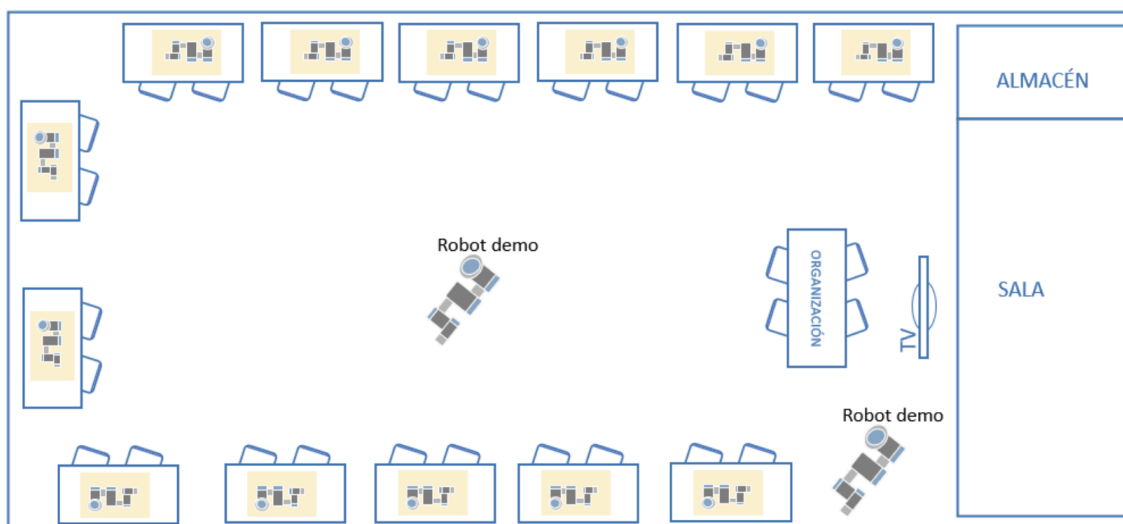 ALMACÉN
Robot demo
ORGANIZACIÓN
TV
SALA
Robot demo